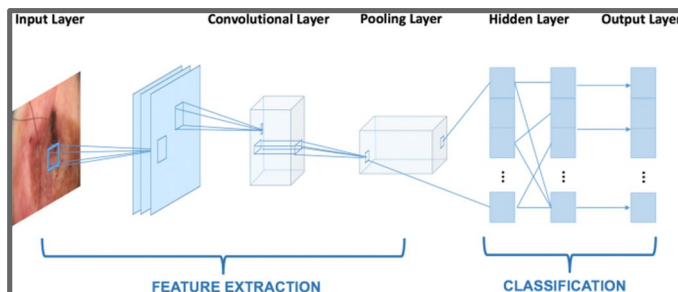 Input Layer
Convolutional Layer
Pooling Layer
Hidden Layer
Output Layer
FEATURE EXTRACTION
CLASSIFICATION